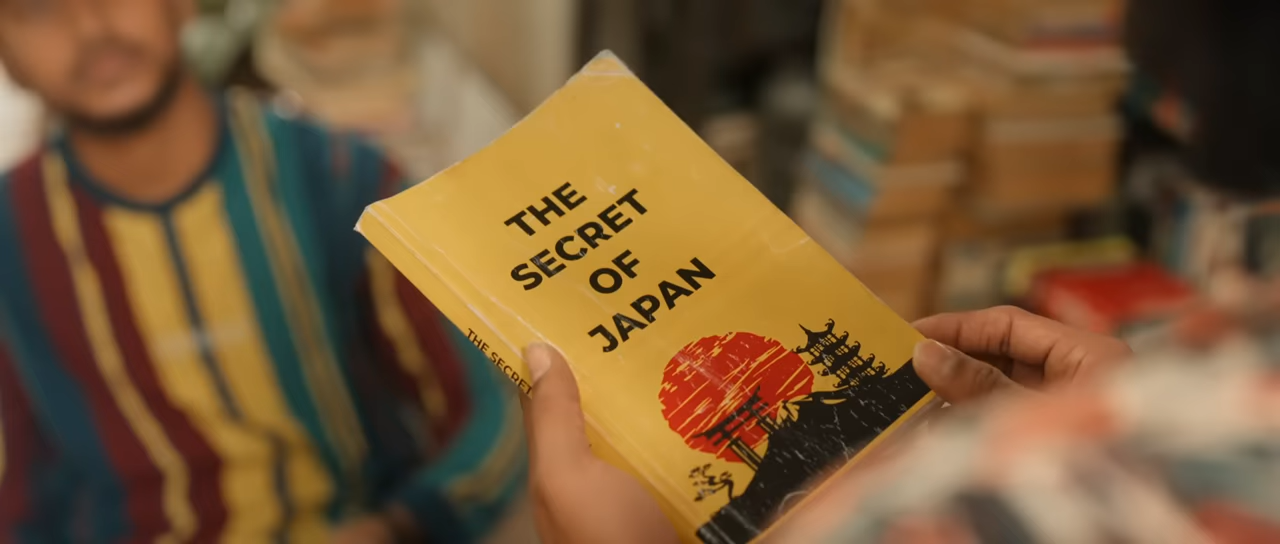 THE
SECRET
OF
JAPAN
THE SECRET